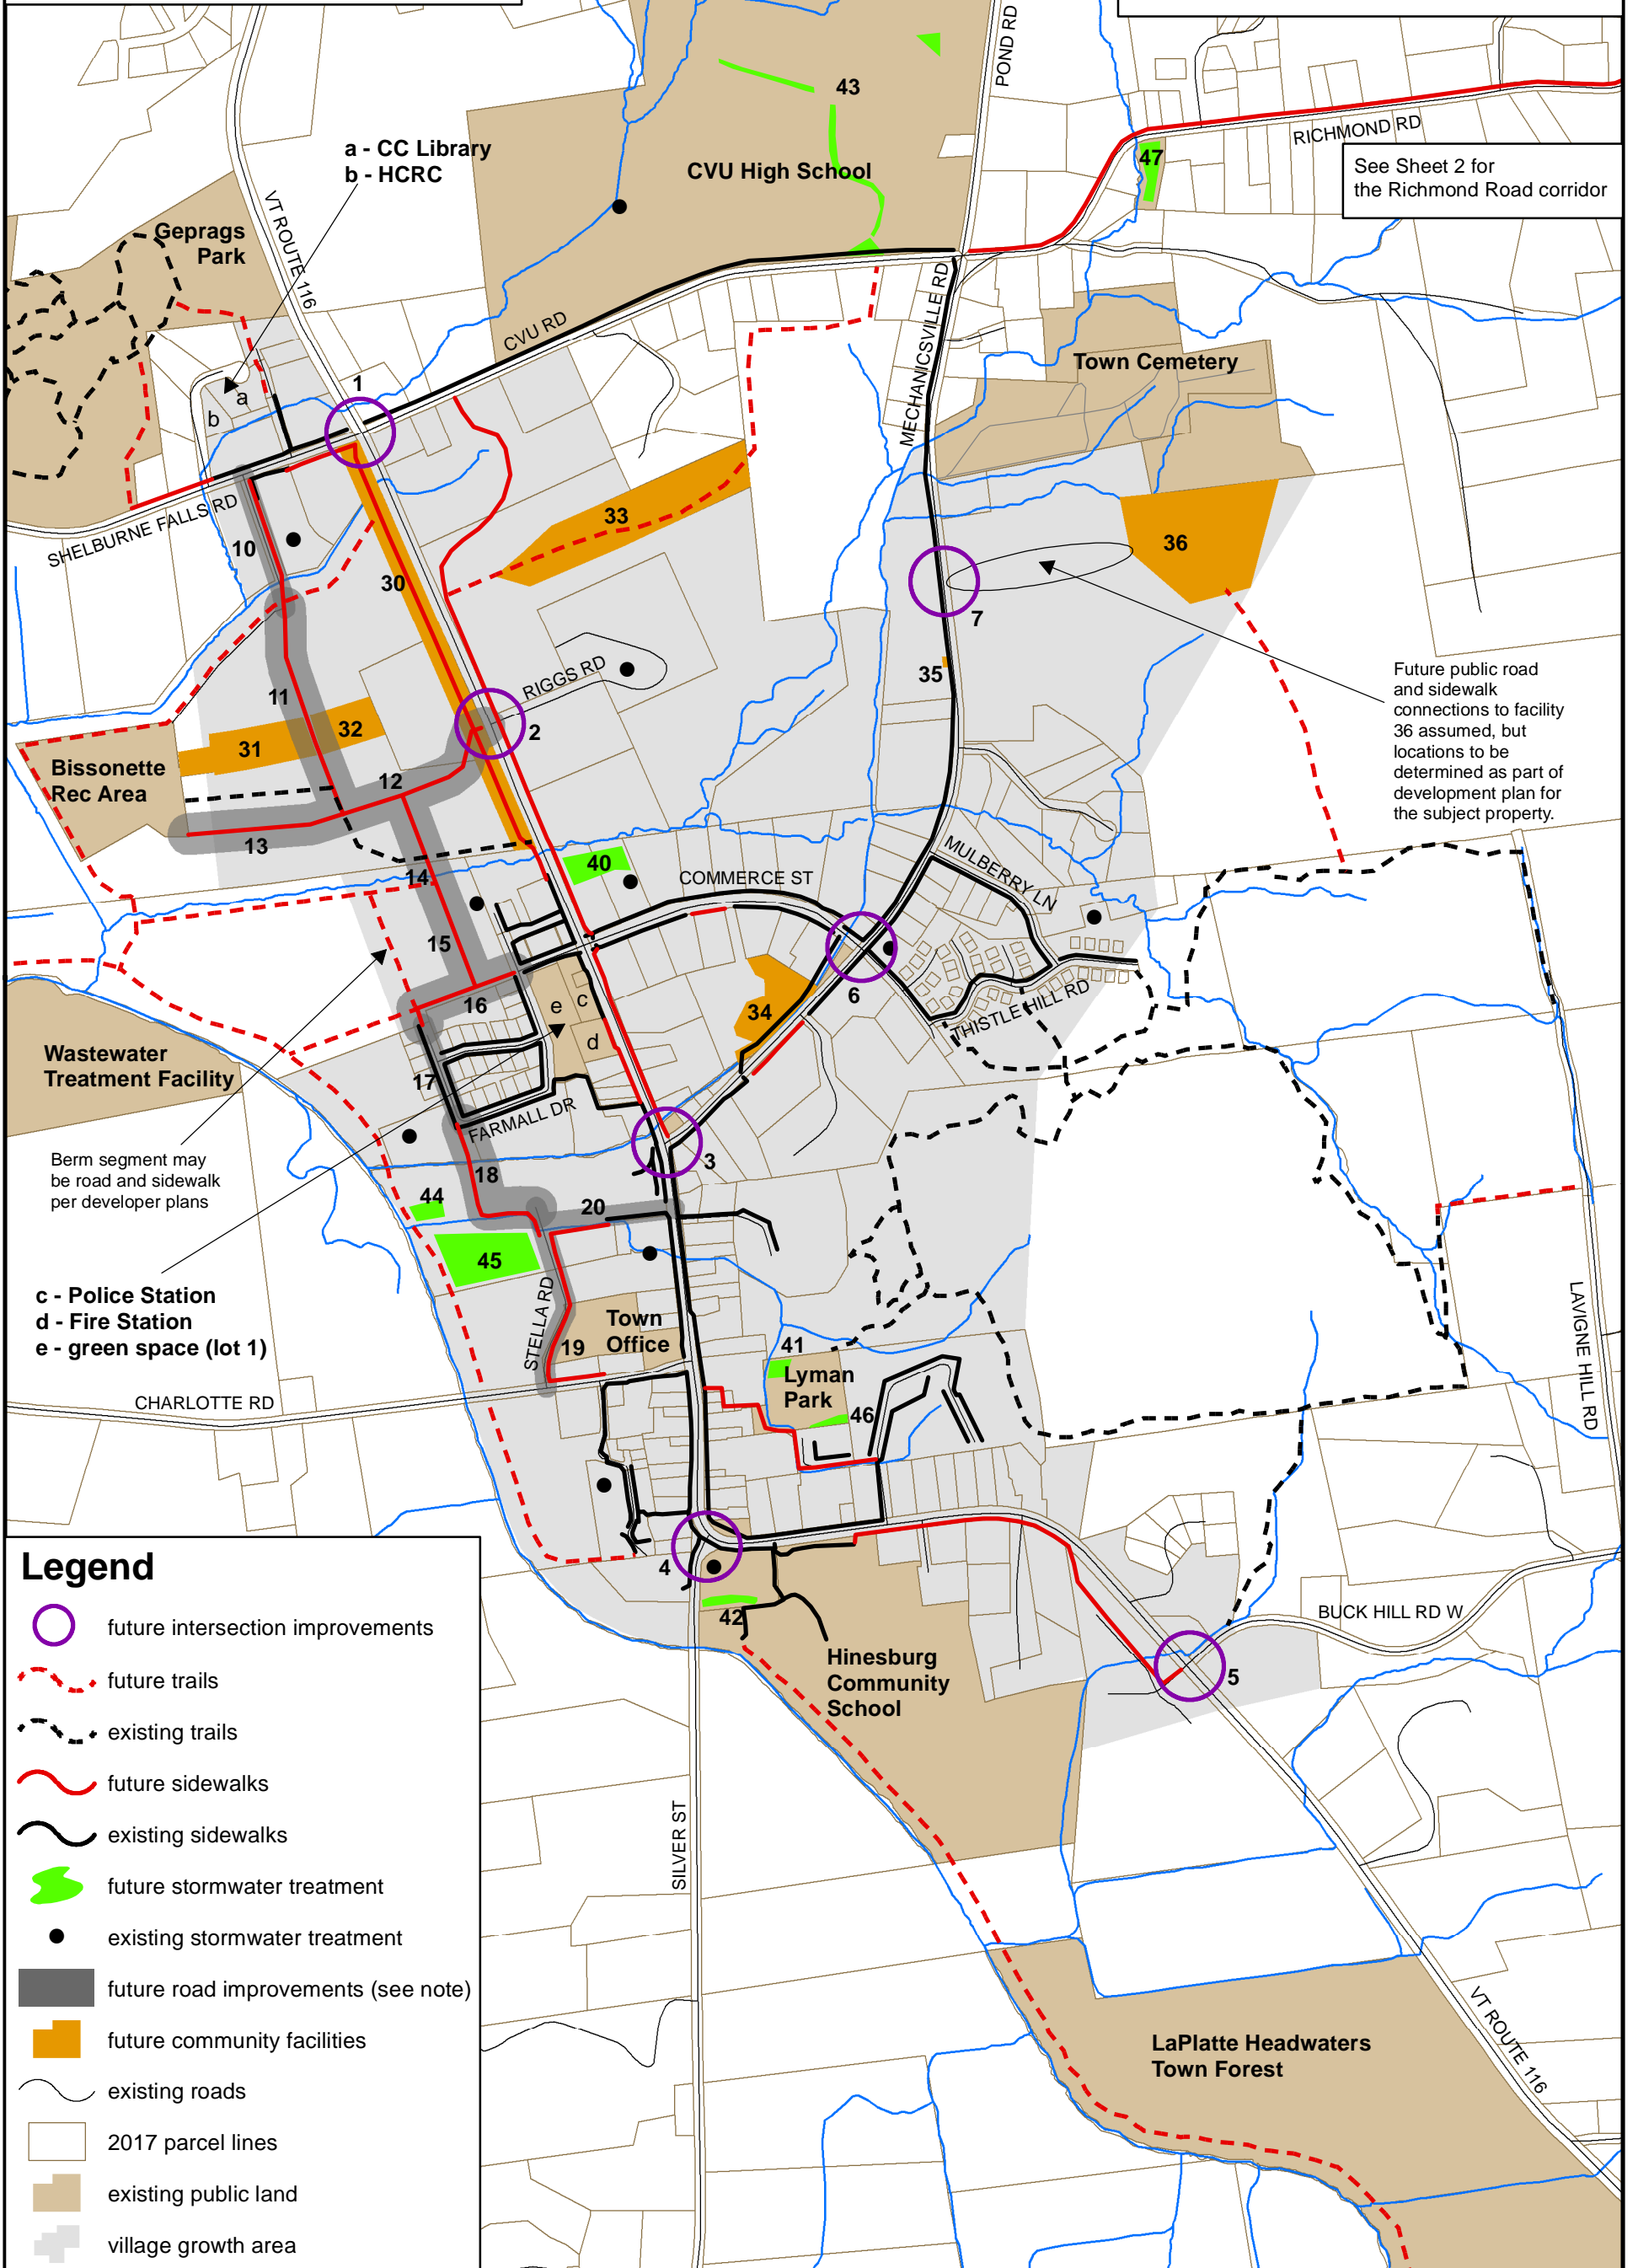 POND RD
43
a - CC Library
b - HCRC
CVU High School
47
RICHMOND RD
See Sheet 2 for
the Richmond Road corridor
Geprags
Park
VT ROUTE 116
CVU RD
MECHANICSVILLE RD
Town Cemetery
1
a
b
SHELBURNE FALLS RD
10
33
36
30
7
35
11
RIGGS RD
2
Future public road
and sidewalk
connections to facility
36 assumed, but
locations to be
determined as part of
development plan for
the subject property.
31
32
Bissonette
Rec Area
12
13
14
40
COMMERCE ST
MULBERRY LN
15
6
16
e
c
d
34
THISTLE HILL RD
Wastewater
Treatment Facility
17
FARMALL DR
3
Berm segment may
be road and sidewalk
per developer plans
18
44
20
45
c - Police Station
d - Fire Station
e - green space (lot 1)
STELLA RD
19
Town
Office
41
Lyman
Park
46
LAVIGNE HILL RD
CHARLOTTE RD
4
42
BUCK HILL RD W
5
Hinesburg
Community
School
SILVER ST
VT ROUTE 116
LaPlatte Headwaters
Town Forest
Legend
future intersection improvements
future trails
existing trails
future sidewalks
existing sidewalks
future stormwater treatment
existing stormwater treatment
future road improvements (see note)
future community facilities
existing roads
2017 parcel lines
existing public land
village growth area